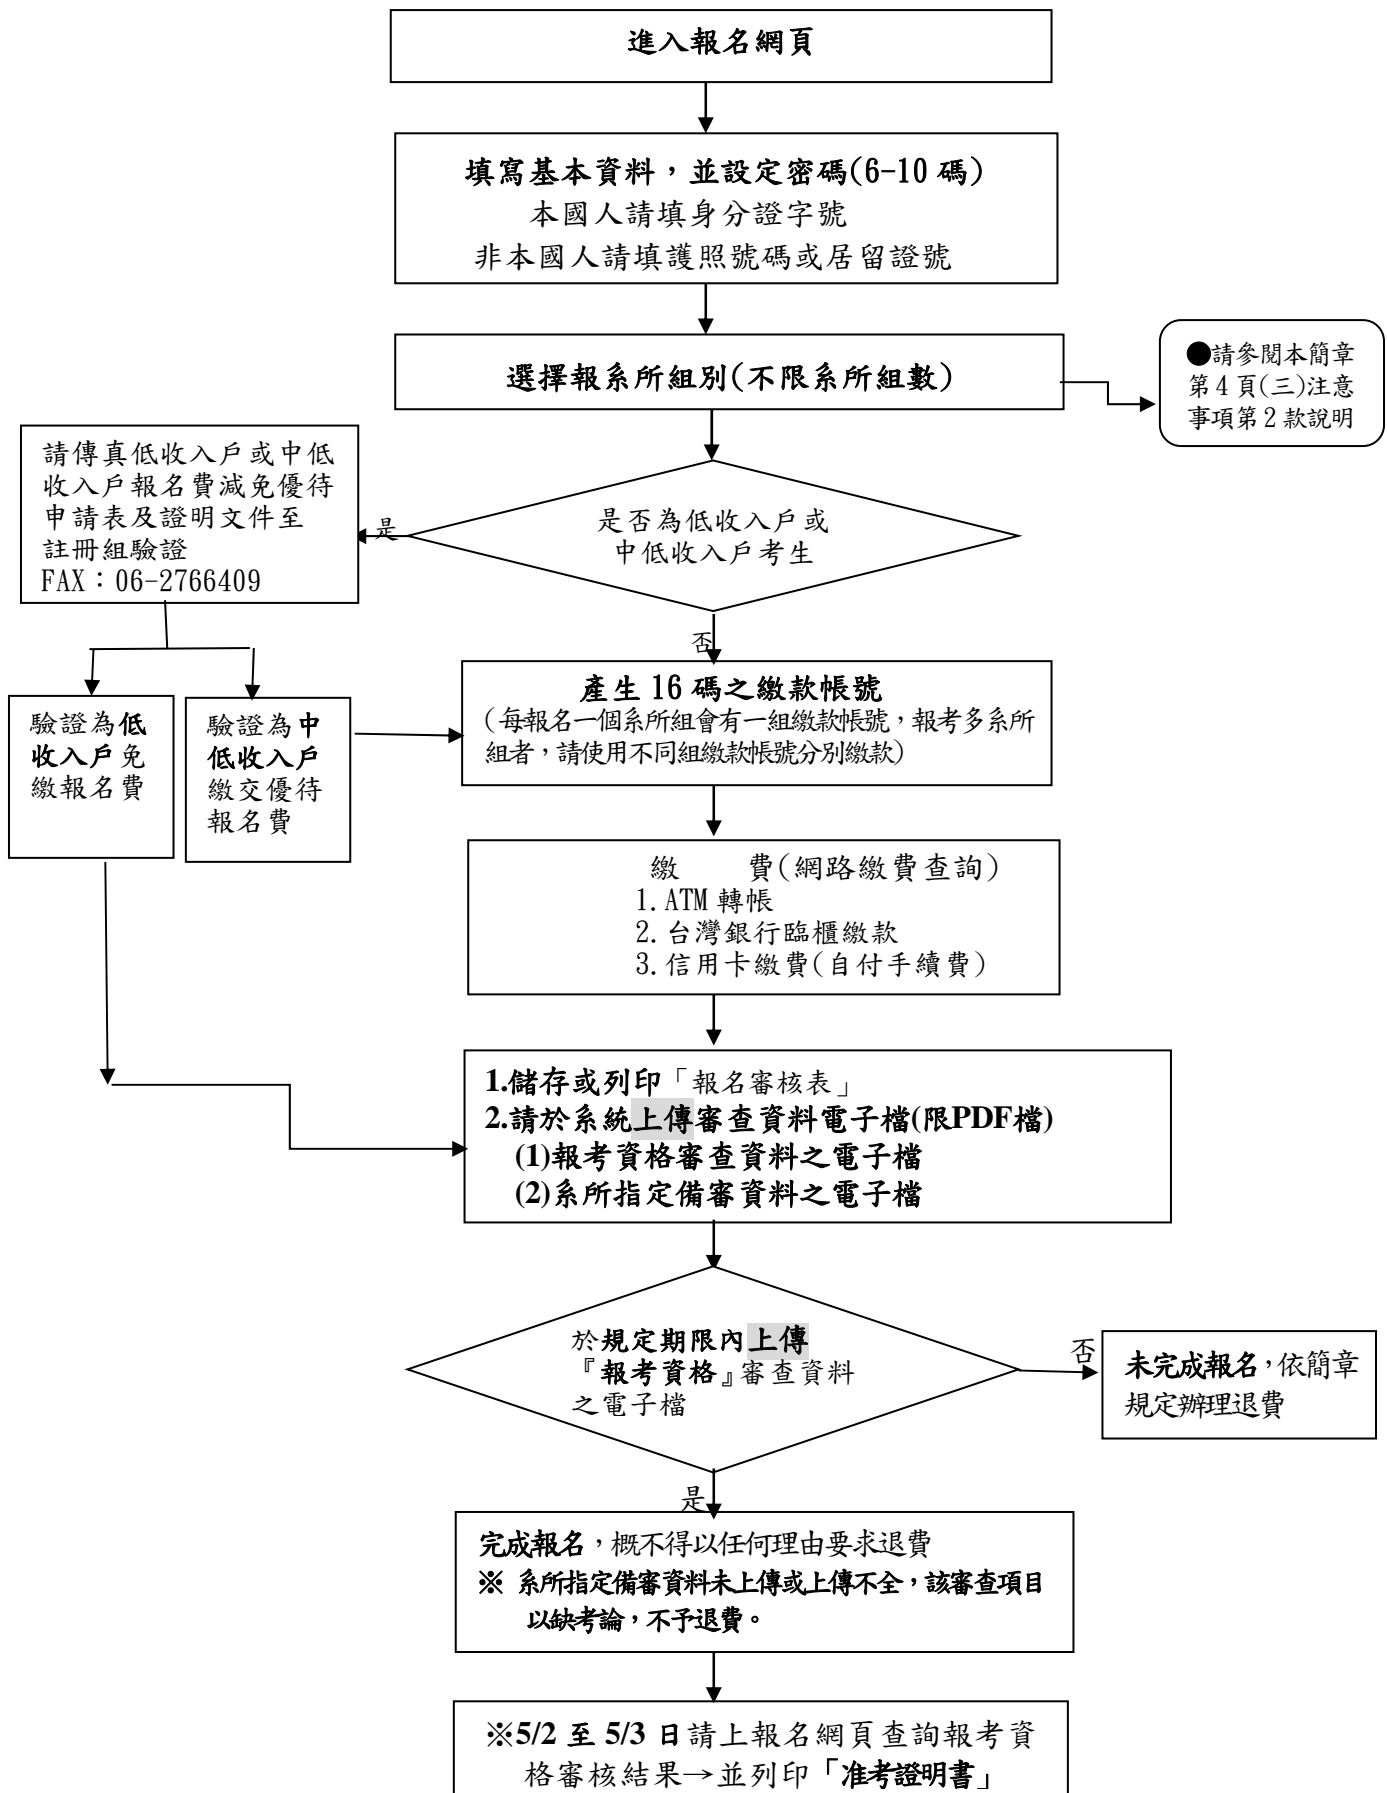 進入報名網頁
填寫基本資料，並設定密碼(6-10 碼)
本國人請填身分證字號
非本國人請填護照號碼或居留證號
選擇報系所組別(不限系所組數)
●請參閱本簡章
第 4 頁(三)注意
事項第 2 款說明
是否為低收入戶或
中低收入戶考生
是
請傳真低收入戶或中低
收入戶報名費減免優待
申請表及證明文件至
註冊組驗證
FAX：06-2766409
否
驗證為低
收入戶免
繳報名費
驗證為中
低收入戶
繳交優待
報名費
產生 16 碼之繳款帳號
（每報名一個系所組會有一組繳款帳號，報考多系所
組者，請使用不同組繳款帳號分別繳款）
繳　　費(網路繳費查詢)
1. ATM 轉帳
2. 台灣銀行臨櫃繳款
3. 信用卡繳費(自付手續費)
1.儲存或列印「報名審核表」
2.請於系統上傳審查資料電子檔(限PDF檔)
(1)報考資格審查資料之電子檔
(2)系所指定備審資料之電子檔
於規定期限內上傳
『報考資格』審查資料
之電子檔
否
未完成報名，依簡章
規定辦理退費
是
完成報名，概不得以任何理由要求退費
※ 系所指定備審資料未上傳或上傳不全，該審查項目
以缺考論，不予退費。
※5/2 至 5/3 日請上報名網頁查詢報考資
格審核結果→並列印「准考證明書」